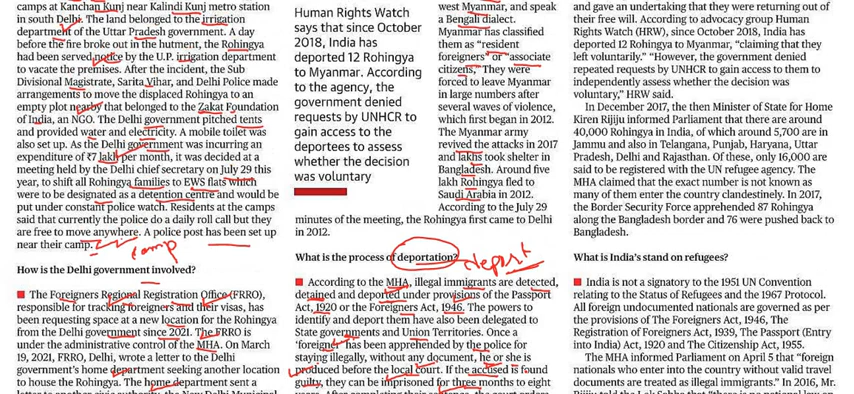 camps at Kanchan Kunj near Kalindi Kunj metro station
in south Delhi. The land belonged to the irrigation
department of the Uttar Pradesh government. A day
before the fire broke out in the hutment, the Rohingya
had been served notice by the U.P. irrigation department
to vacate the premises. After the incident, the Sub
Divisional Magistrate, Sarita Vihar, and Delhi Police made
arrangements to move the displaced Rohingya to an
empty plot nearby that belonged to the Zakat Foundation
of India, an NGO. The Delhi government pitched tents
and provided water and electricity. A mobile toilet was
also set up. As the Delhi government was incurring an
expenditure of ₹7 lakh per month, it was decided at a
meeting held by the Delhi chief secretary on July 29 this
year, to shift all Rohingya families to EWS flats which
were to be designated as a detention centre and would be
put under constant police watch. Residents at the camps
said that currently the police do a daily roll call but they
are free to move anywhere. A police post has been set up
near their camp.
camp
How is the Delhi government involved?
■ The Foreigners Regional Registration Office (FRRO),
responsible for tracking foreigners and their visas, has
been requesting space at a new location for the Rohingya
from the Delhi government since 2021. The FRRO is
under the administrative control of the MHA. On March
19, 2021, FRRO, Delhi, wrote a letter to the Delhi
government's home department seeking another location
to house the Rohingya. The home department sent a
letter to another civic authority, the New Delhi Municipal
Human Rights Watch
says that since October
2018, India has
deported 12 Rohingya
to Myanmar. According
to the agency, the
government denied
requests by UNHCR to
gain access to the
deportees to assess
whether the decision
was voluntary
west Myanmar, and speak
a Bengali dialect.
Myanmar has classified
them as "resident
foreigners" or "associate
citizens." They were
forced to leave Myanmar
in large numbers after
several waves of violence,
which first began in 2012.
The Myanmar army
revived the attacks in 2017
and lakhs took shelter in
Bangladesh. Around five
lakh Rohingya fled to
Saudi Arabia in 2012.
According to the July 29
minutes of the meeting, the Rohingya first came to Delhi
in 2012.
What is the process of deportation?
deport
■ According to the MHA, illegal immigrants are detected,
detained and deported under provisions of the Passport
Act, 1920 or the Foreigners Act, 1946. The powers to
identify and deport them have also been delegated to
State governments and Union Territories. Once a
'foreigner' has been apprehended by the police for
staying illegally, without any document, he or she is
produced before the local court. If the accused is found
guilty, they can be imprisoned for three months to eight
years. After completing their sentence, the court orders
and gave an undertaking that they were returning out of
their free will. According to advocacy group Human
Rights Watch (HRW), since October 2018, India has
deported 12 Rohingya to Myanmar, "claiming that they
left voluntarily." "However, the government denied
repeated requests by UNHCR to gain access to them to
independently assess whether the decision was
voluntary," HRW said.
In December 2017, the then Minister of State for Home
Kiren Rijiju informed Parliament that there are around
40,000 Rohingya in India, of which around 5,700 are in
Jammu and also in Telangana, Punjab, Haryana, Uttar
Pradesh, Delhi and Rajasthan. Of these, only 16,000 are
said to be registered with the UN refugee agency. The
MHA claimed that the exact number is not known as
many of them enter the country clandestinely. In 2017,
the Border Security Force apprehended 87 Rohingya
along the Bangladesh border and 76 were pushed back to
Bangladesh.
What is India's stand on refugees?
■ India is not a signatory to the 1951 UN Convention
relating to the Status of Refugees and the 1967 Protocol.
All foreign undocumented nationals are governed as per
the provisions of The Foreigners Act, 1946, The
Registration of Foreigners Act, 1939, The Passport (Entry
into India) Act, 1920 and The Citizenship Act, 1955.
The MHA informed Parliament on April 5 that "foreign
nationals who enter into the country without valid travel
documents are treated as illegal immigrants." In 2016, Mr.
Rijiju told the Lok Sabha that "there is no national law on